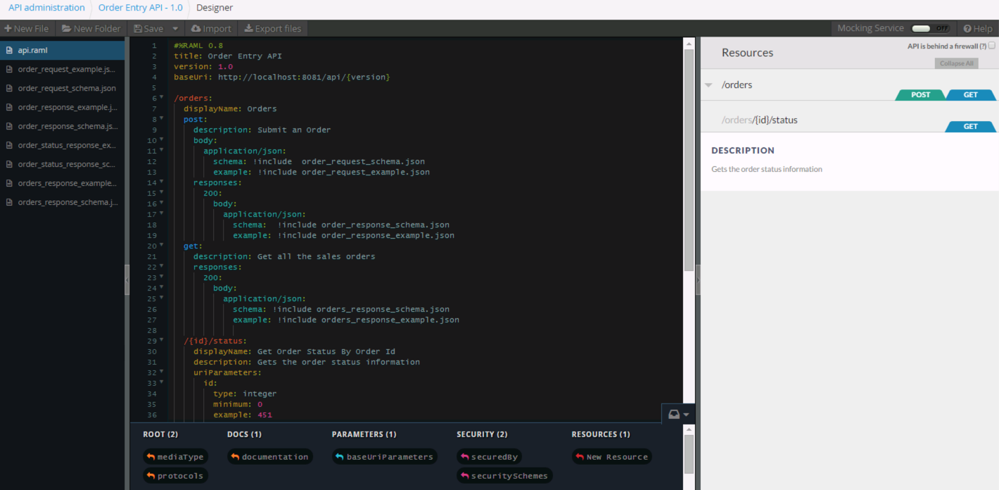 API administration Order Entry API - 1.0 Designer
New File New Folder Save Import Export files Mocking Service OFF Help
api.raml
order_request_example.js...
order_request_schema.json
order_response_example.j...
order_response_schema.js...
order_status_response_ex...
order_status_response_sc...
orders_response_example...
orders_response_schema.j...
1 #%RAML 0.8
2 title: Order Entry API
3 version: 1.0
4 baseUri: http://localhost:8081/api/{version}
5
6 /orders:
7 displayName: Orders
8 post:
9 description: Submit an Order
10 body:
11 application/json:
12 schema: !include  order_request_schema.json
13 example: !include order_request_example.json
14 responses:
15 200:
16 body:
17 application/json:
18 schema:  !include order_response_schema.json
19 example: !include order_response_example.json
20 get:
21 description: Get all the sales orders
22 responses:
23 200:
24 body:
25 application/json:
26 schema: !include orders_response_schema.json
27 example: !include orders_response_example.json
28
29 /{id}/status:
30 displayName: Get Order Status By Order Id
31 description: Gets the order status information
32 uriParameters:
33 id:
34 type: integer
35 minimum: 0
36 example: 451
ROOT (2) DOCS (1) PARAMETERS (1) SECURITY (2) RESOURCES (1)
mediaType documentation baseUriParameters securedBy New Resource
protocols securitySchemes
API is behind a firewall (?)
Resources
Collapse All
/orders
POST GET
/orders/{id}/status
GET
DESCRIPTION
Gets the order status information